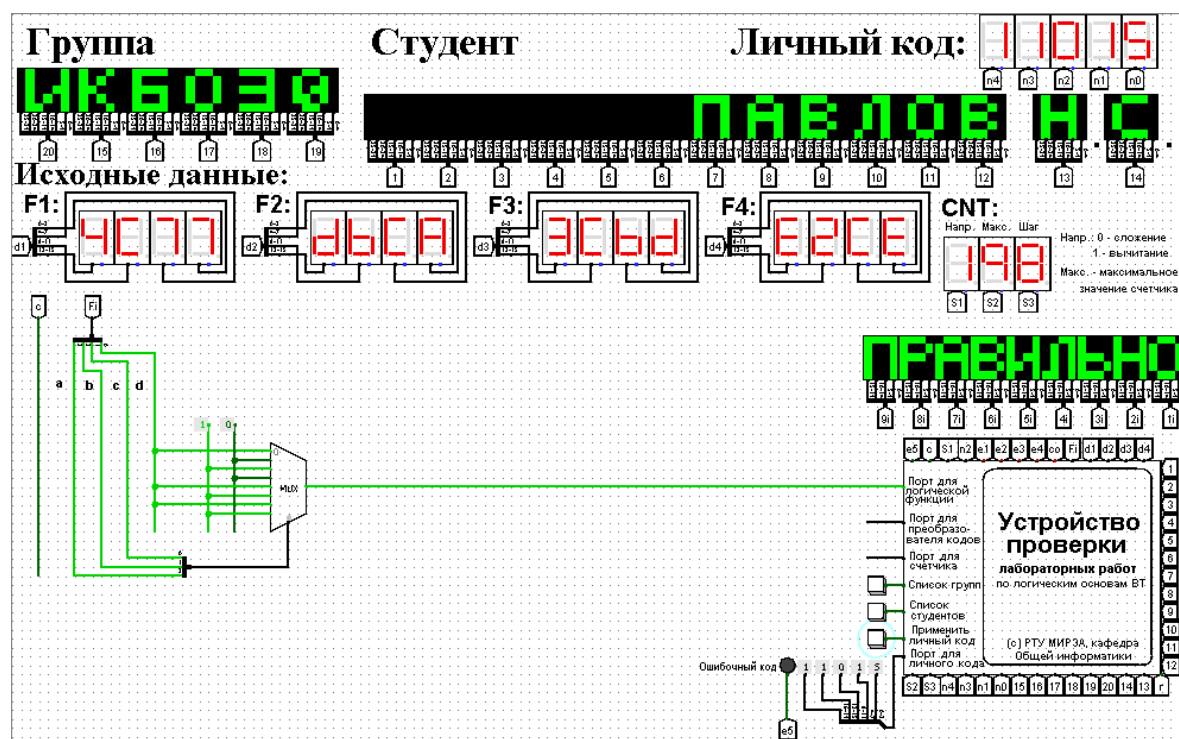 Группа Студент Личный код: 11015
n4 n3 n2 n1 n0
ИКБО30 ПАВЛОВ Н. С.
20 15 16 17 18 19
1 2 3 4 5 6 7 8 9 10 11 12 13 14
Исходные данные:
F1: F2: F3: F4: CNT:
Напр. Макс. Шаг
d1 4C77 d2 dbCA d3 3Cbd d4 E2CE 198
Напр.: 0 - сложение
1 - вычитание
Макс. - максимальное
значение счетчика
S1 S2 S3
c Fi
a b c d
1 0
MUX
ПРАВИЛЬНО
9i 8i 7i 6i 5i 4i 3i 2i 1i
e5 c S1 n2 e1 e2 e3 e4 co Fi d1 d2 d3 d4
Порт для
логической
функции
Порт для
преобразо-
вателя кодов
Порт для
счетчика
Список групп
Список
студентов
Применить
личный код
Порт для
личного кода
Устройство
проверки
лабораторных работ
по логическим основам ВТ
(с) РТУ МИРЭА, кафедра
Общей информатики
1
2
3
4
5
6
7
8
9
10
11
12
Ошибочный код 1 1 0 1 5
S2 S3 n4 n3 n1 n0 15 16 17 18 19 20 14 13 r
e5